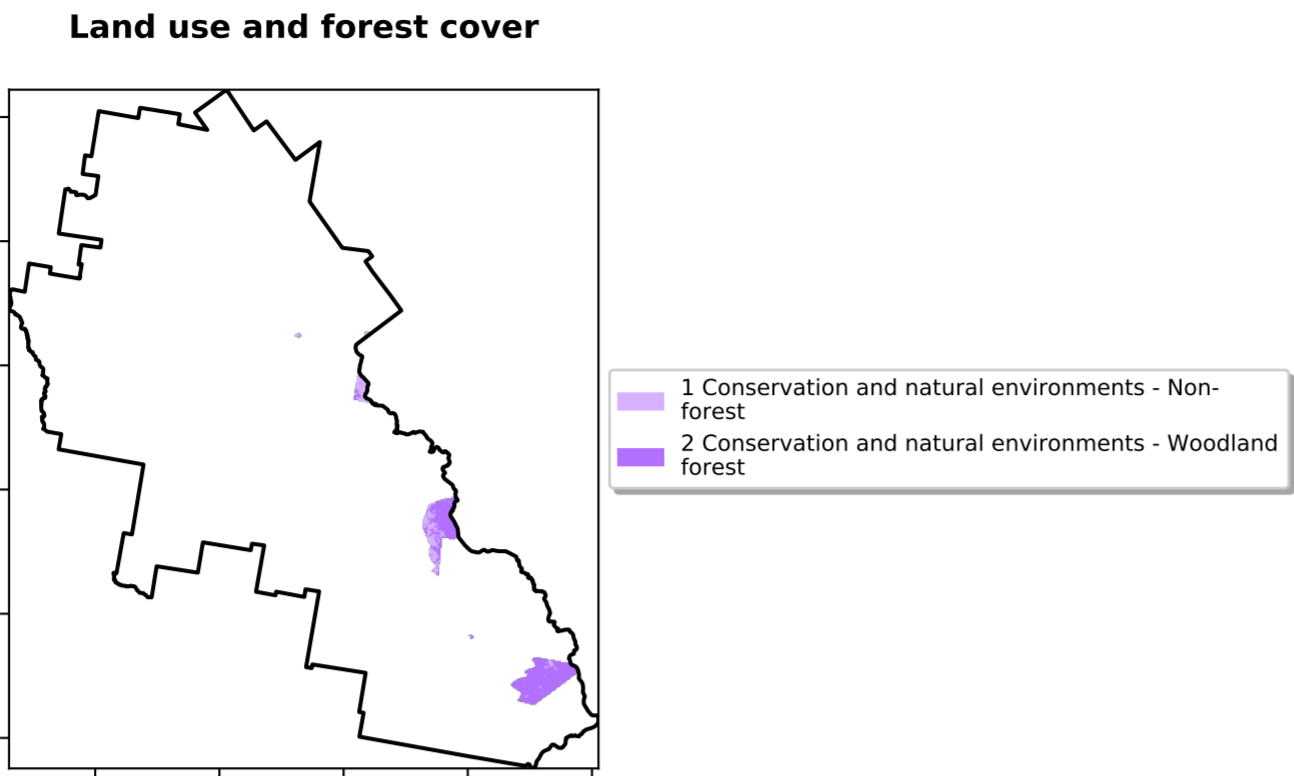 Land use and forest cover
1 Conservation and natural environments - Non-
forest
2 Conservation and natural environments - Woodland
forest